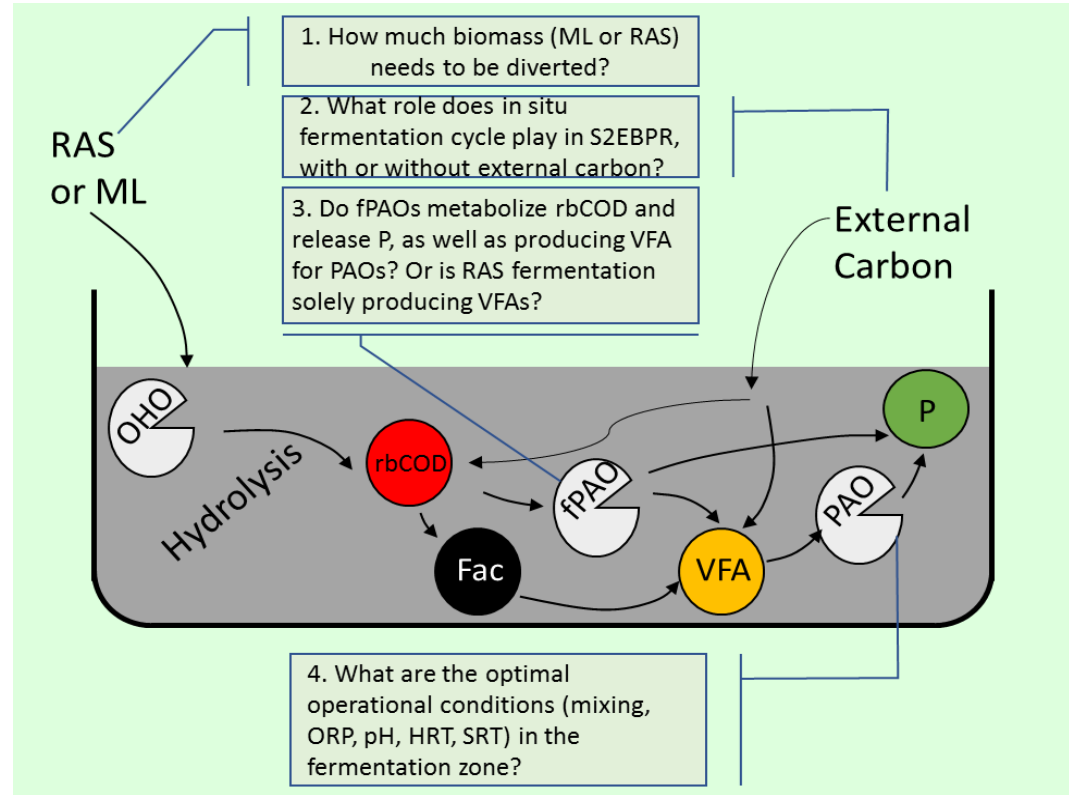 1. How much biomass (ML or RAS)
needs to be diverted?
2. What role does in situ
fermentation cycle play in S2EBPR,
with or without external carbon?
3. Do fPAOs metabolize rbCOD and
release P, as well as producing VFA
for PAOs? Or is RAS fermentation
solely producing VFAs?
RAS
or ML
External
Carbon
OHO
Hydrolysis
rbCOD
Fac
fPAO
VFA
PAO
P
4. What are the optimal
operational conditions (mixing,
ORP, pH, HRT, SRT) in the
fermentation zone?